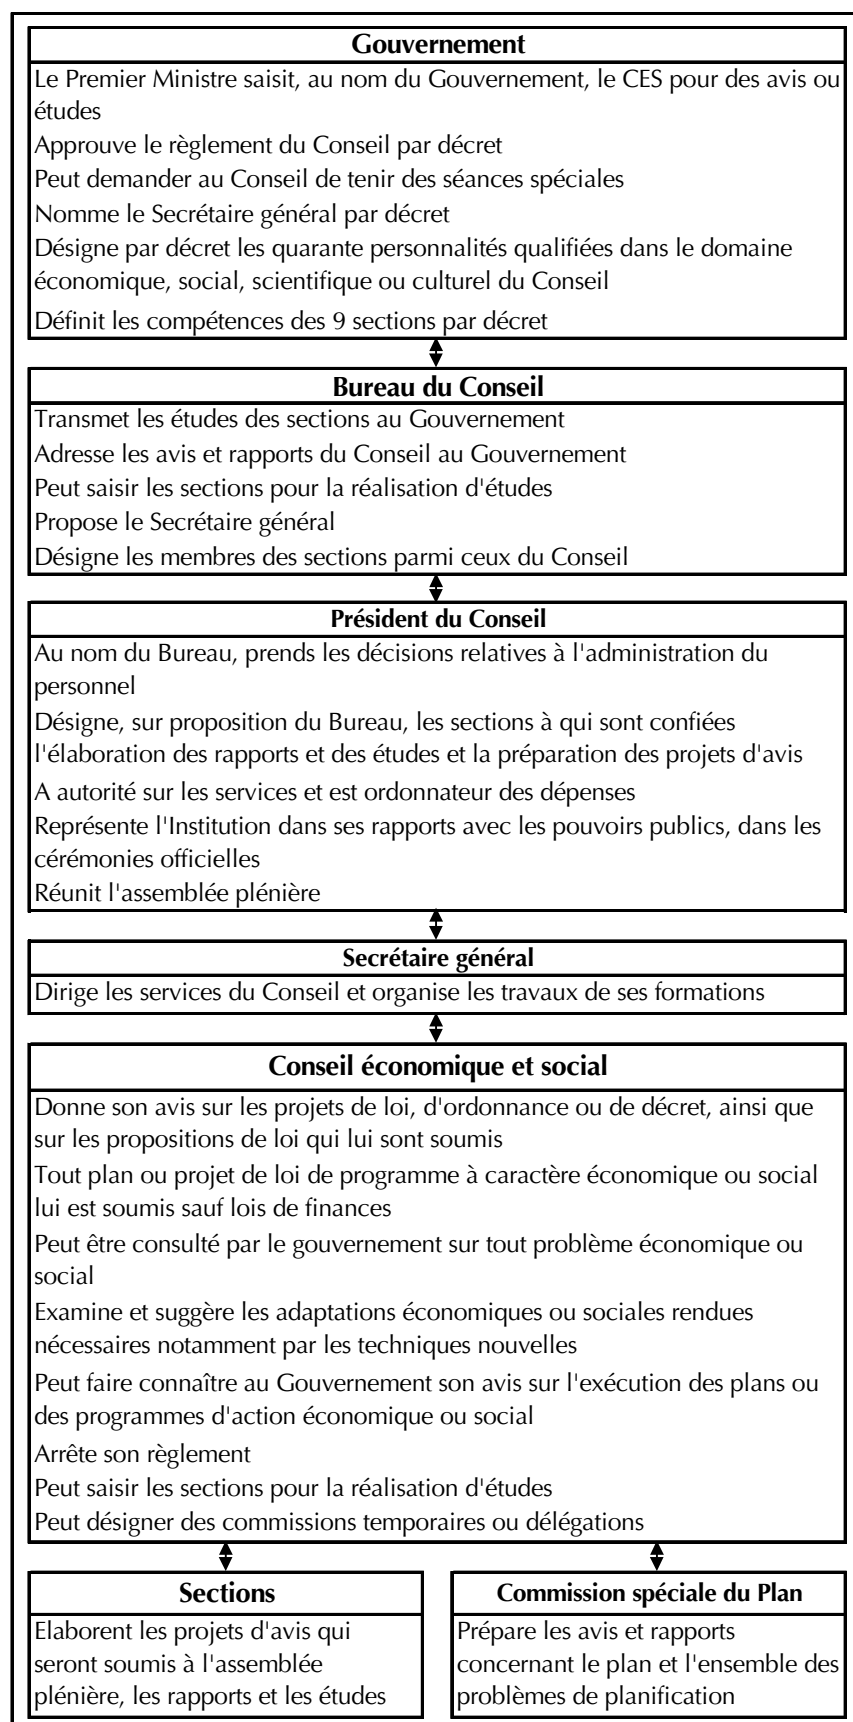 Gouvernement
Le Premier Ministre saisit, au nom du Gouvernement, le CES pour des avis ou
études
Approuve le règlement du Conseil par décret
Peut demander au Conseil de tenir des séances spéciales
Nomme le Secrétaire général par décret
Désigne par décret les quarante personnalités qualifiées dans le domaine
économique, social, scientifique ou culturel du Conseil
Définit les compétences des 9 sections par décret
Bureau du Conseil
Transmet les études des sections au Gouvernement
Adresse les avis et rapports du Conseil au Gouvernement
Peut saisir les sections pour la réalisation d'études
Propose le Secrétaire général
Désigne les membres des sections parmi ceux du Conseil
Président du Conseil
Au nom du Bureau, prends les décisions relatives à l'administration du
personnel
Désigne, sur proposition du Bureau, les sections à qui sont confiées
l'élaboration des rapports et des études et la préparation des projets d'avis
A autorité sur les services et est ordonnateur des dépenses
Représente l'Institution dans ses rapports avec les pouvoirs publics, dans les
cérémonies officielles
Réunit l'assemblée plénière
Secrétaire général
Dirige les services du Conseil et organise les travaux de ses formations
Conseil économique et social
Donne son avis sur les projets de loi, d'ordonnance ou de décret, ainsi que
sur les propositions de loi qui lui sont soumis
Tout plan ou projet de loi de programme à caractère économique ou social
lui est soumis sauf lois de finances
Peut être consulté par le gouvernement sur tout problème économique ou
social
Examine et suggère les adaptations économiques ou sociales rendues
nécessaires notamment par les techniques nouvelles
Peut faire connaître au Gouvernement son avis sur l'exécution des plans ou
des programmes d'action économique ou social
Arrête son règlement
Peut saisir les sections pour la réalisation d'études
Peut désigner des commissions temporaires ou délégations
Sections
Elaborent les projets d'avis qui
seront soumis à l'assemblée
plénière, les rapports et les études
Commission spéciale du Plan
Prépare les avis et rapports
concernant le plan et l'ensemble des
problèmes de planification